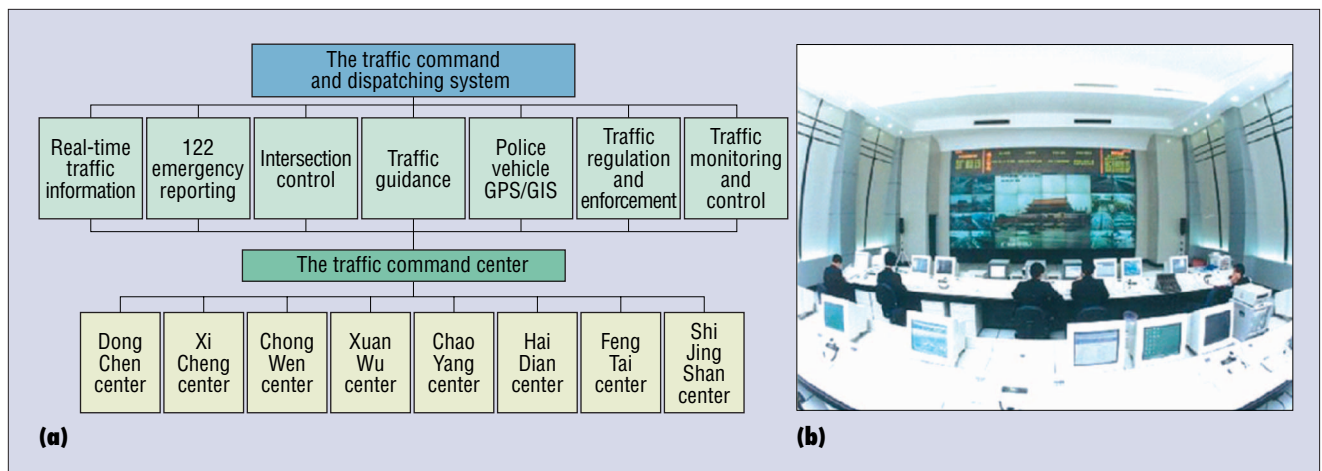 The traffic command
and dispatching system
Real-time
traffic
information
122
emergency
reporting
Intersection
control
Traffic
guidance
Police
vehicle
GPS/GIS
Traffic
regulation
and
enforcement
Traffic
monitoring
and
control
The traffic command center
Dong
Chen
center
Xi
Cheng
center
Chong
Wen
center
Xuan
Wu
center
Chao
Yang
center
Hai
Dian
center
Feng
Tai
center
Shi
Jing
Shan
center
(a)
(b)